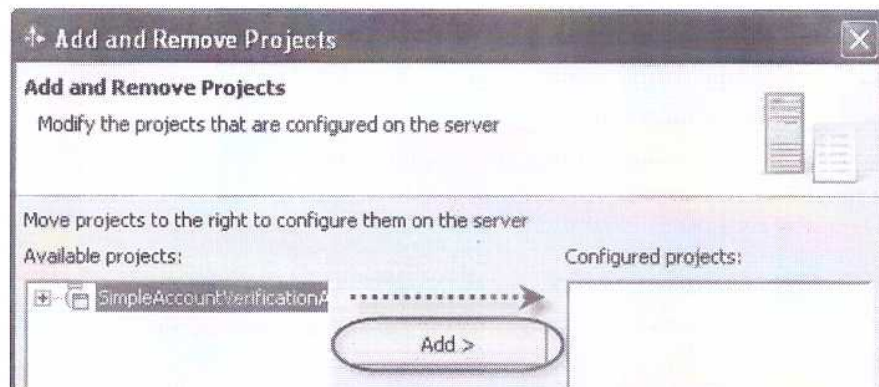 Add and Remove Projects
Add and Remove Projects
Modify the projects that are configured on the server
Move projects to the right to configure them on the server
Available projects:
Configured projects:
SimpleAccountVerificationA
Add >